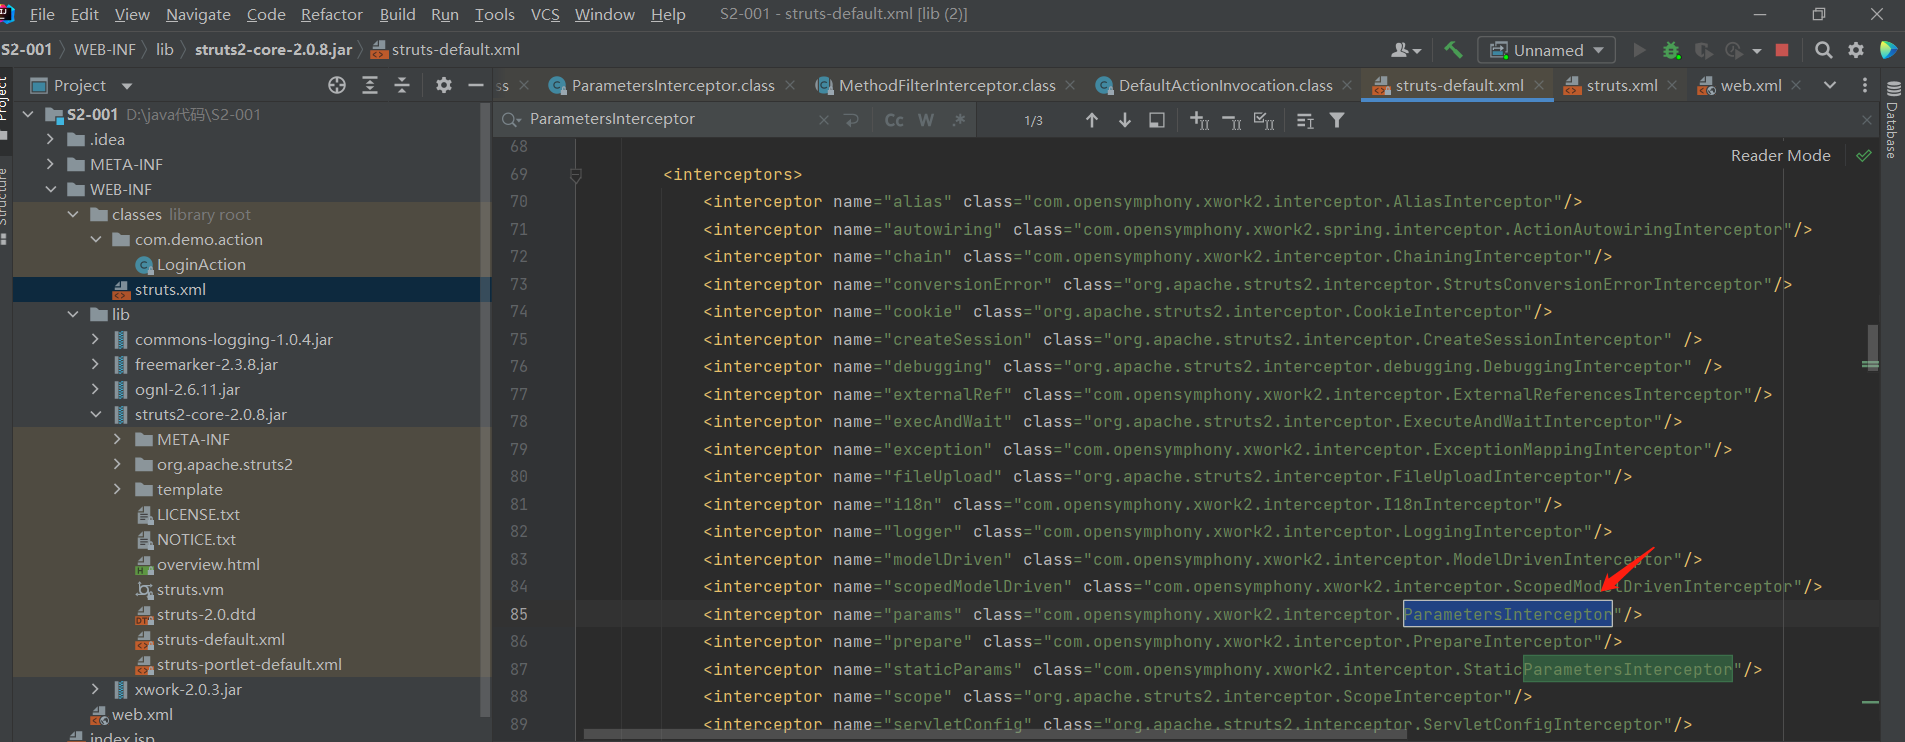 File Edit View Navigate Code Refactor Build Run Tools VCS Window Help S2-001 - struts-default.xml [lib (2)]
S2-001 WEB-INF lib struts2-core-2.0.8.jar struts-default.xml Unnamed
Project
ss ParametersInterceptor.class MethodFilterInterceptor.class DefaultActionInvocation.class struts-default.xml struts.xml web.xml
Project
Structure
Database
S2-001 D:\java代码\S2-001
.idea
META-INF
WEB-INF
classes library root
com.demo.action
LoginAction
struts.xml
lib
commons-logging-1.0.4.jar
freemarker-2.3.8.jar
ognl-2.6.11.jar
struts2-core-2.0.8.jar
META-INF
org.apache.struts2
template
LICENSE.txt
NOTICE.txt
overview.html
struts.vm
struts-2.0.dtd
struts-default.xml
struts-portlet-default.xml
xwork-2.0.3.jar
web.xml
index.jsp
ParametersInterceptor Cc W .* 1/3
Reader Mode
68
69 <interceptors>
70 <interceptor name="alias" class="com.opensymphony.xwork2.interceptor.AliasInterceptor"/>
71 <interceptor name="autowiring" class="com.opensymphony.xwork2.spring.interceptor.ActionAutowiringInterceptor"/>
72 <interceptor name="chain" class="com.opensymphony.xwork2.interceptor.ChainingInterceptor"/>
73 <interceptor name="conversionError" class="org.apache.struts2.interceptor.StrutsConversionErrorInterceptor"/>
74 <interceptor name="cookie" class="org.apache.struts2.interceptor.CookieInterceptor"/>
75 <interceptor name="createSession" class="org.apache.struts2.interceptor.CreateSessionInterceptor" />
76 <interceptor name="debugging" class="org.apache.struts2.interceptor.debugging.DebuggingInterceptor" />
77 <interceptor name="externalRef" class="com.opensymphony.xwork2.interceptor.ExternalReferencesInterceptor"/>
78 <interceptor name="execAndWait" class="org.apache.struts2.interceptor.ExecuteAndWaitInterceptor"/>
79 <interceptor name="exception" class="com.opensymphony.xwork2.interceptor.ExceptionMappingInterceptor"/>
80 <interceptor name="fileUpload" class="org.apache.struts2.interceptor.FileUploadInterceptor"/>
81 <interceptor name="i18n" class="com.opensymphony.xwork2.interceptor.I18nInterceptor"/>
82 <interceptor name="logger" class="com.opensymphony.xwork2.interceptor.LoggingInterceptor"/>
83 <interceptor name="modelDriven" class="com.opensymphony.xwork2.interceptor.ModelDrivenInterceptor"/>
84 <interceptor name="scopedModelDriven" class="com.opensymphony.xwork2.interceptor.ScopedModelDrivenInterceptor"/>
85 <interceptor name="params" class="com.opensymphony.xwork2.interceptor.ParametersInterceptor"/>
86 <interceptor name="prepare" class="com.opensymphony.xwork2.interceptor.PrepareInterceptor"/>
87 <interceptor name="staticParams" class="com.opensymphony.xwork2.interceptor.StaticParametersInterceptor"/>
88 <interceptor name="scope" class="org.apache.struts2.interceptor.ScopeInterceptor"/>
89 <interceptor name="servletConfig" class="org.apache.struts2.interceptor.ServletConfigInterceptor"/>